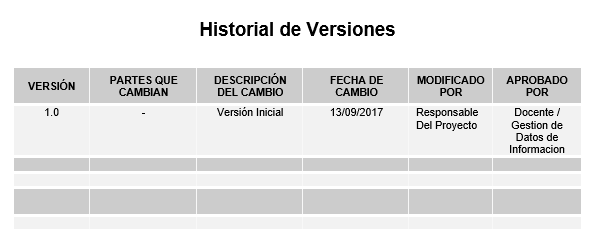 Historial de Versiones
VERSIÓN PARTES QUE CAMBIAN DESCRIPCIÓN DEL CAMBIO FECHA DE CAMBIO MODIFICADO POR APROBADO POR
1.0 - Versión Inicial 13/09/2017 Responsable Docente /
Del Proyecto Gestion de
Datos de
Informacion